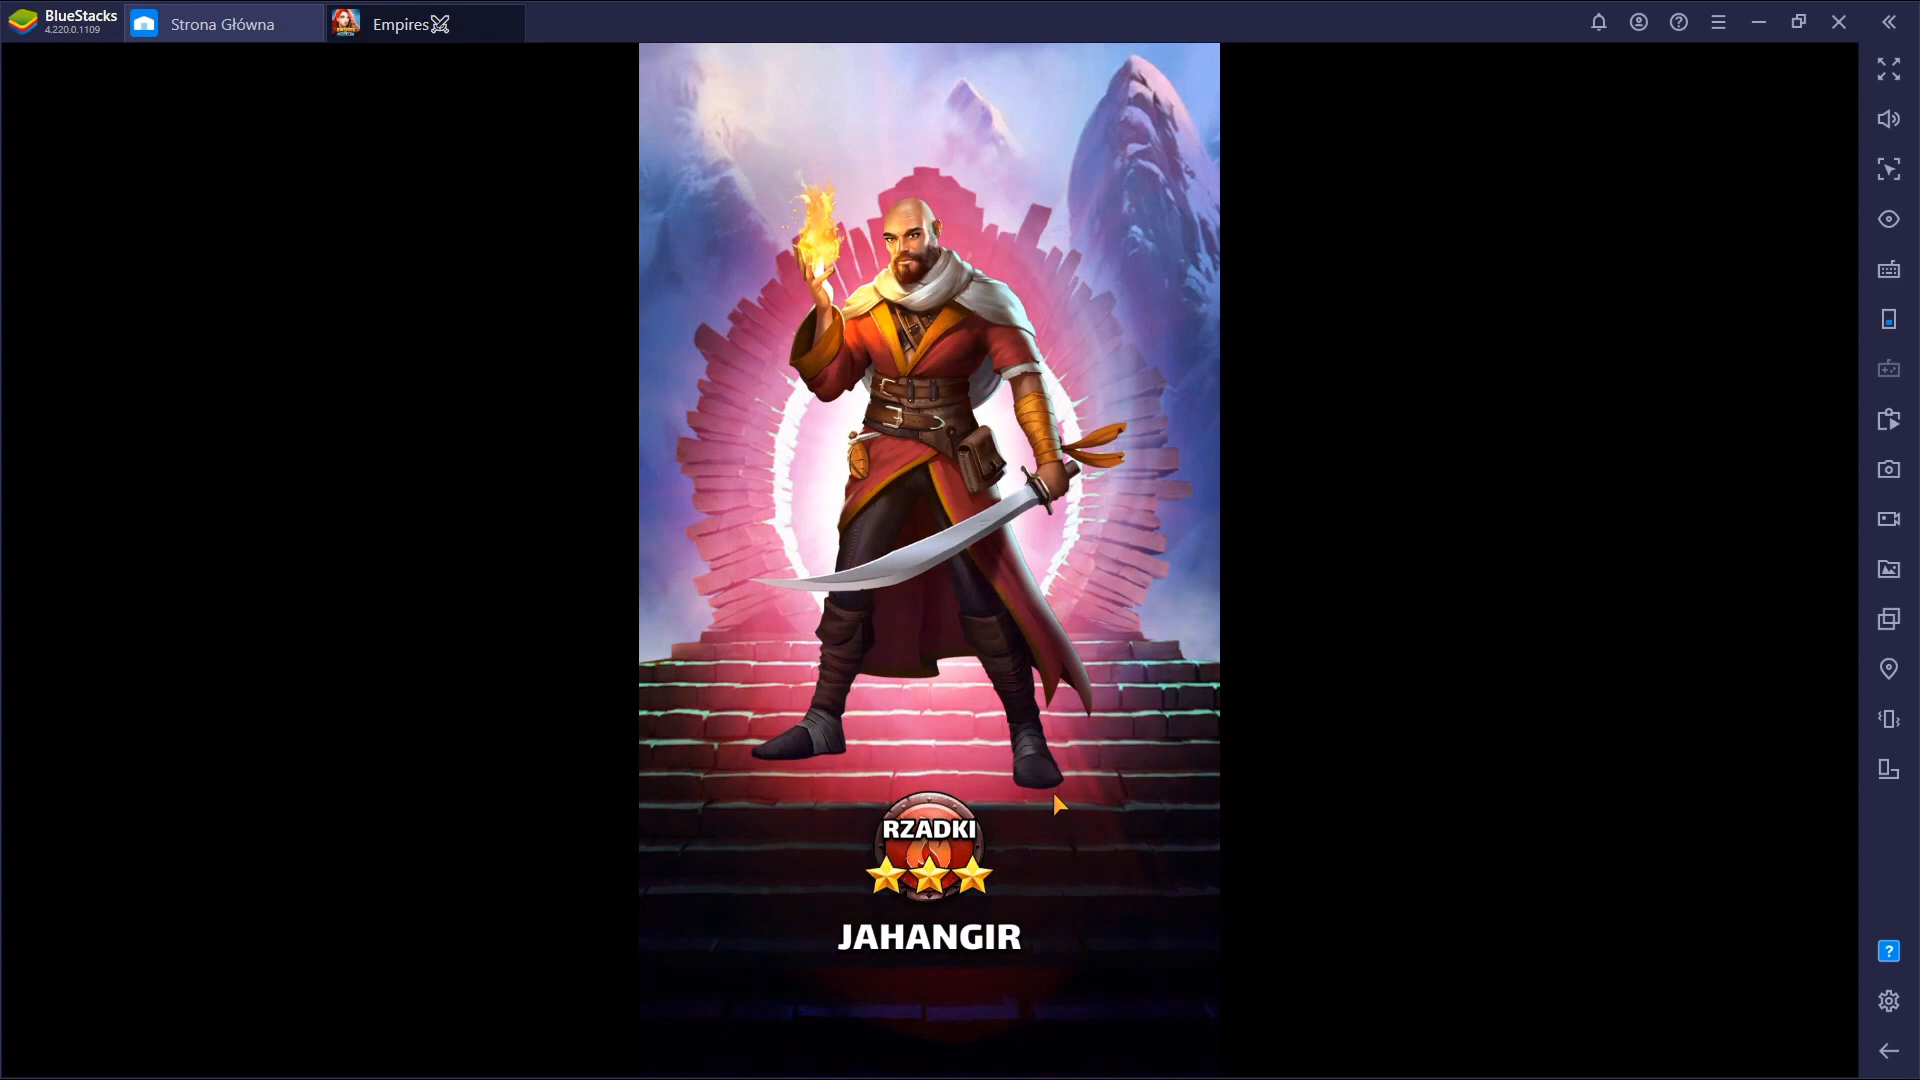 BlueStacks
4.220.0.1109
Strona Główna
Empires
RZADKI
JAHANGIR